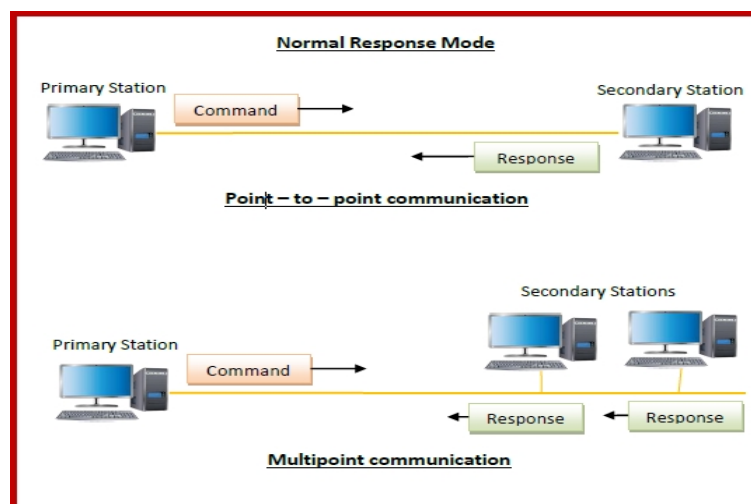 Normal Response Mode
Primary Station
Secondary Station
Command
Response
Point – to – point communication
Secondary Stations
Primary Station
Command
Response
Response
Multipoint communication